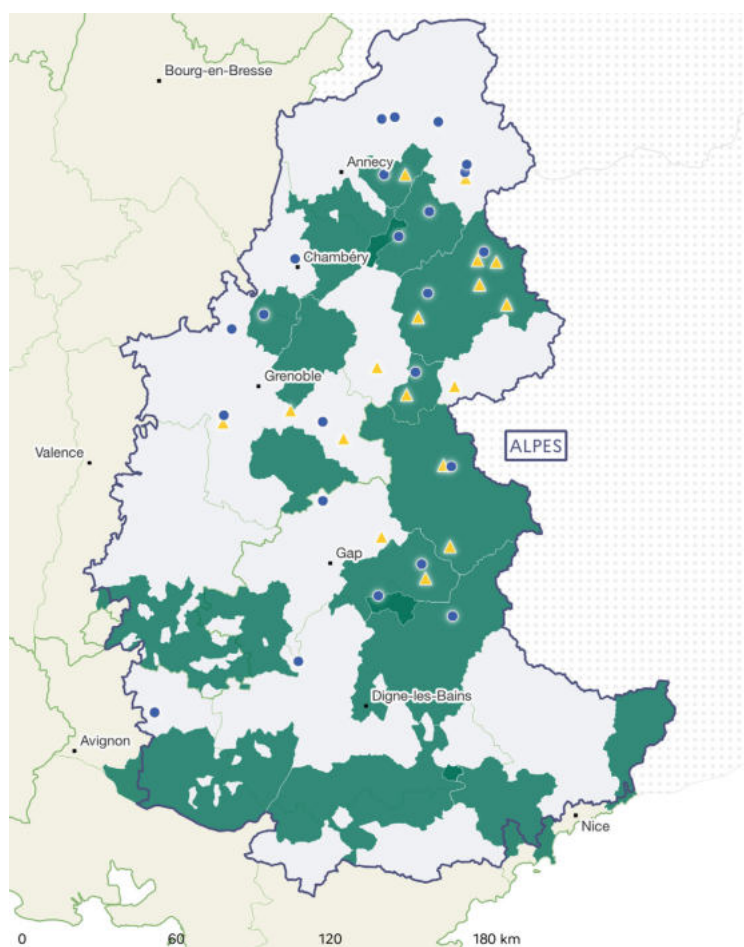 Bourg-en-Bresse
Annecy
Chambéry
Grenoble
ALPES
Valence
Gap
Digne-les-Bains
Avignon
Nice
0 60 120 180 km